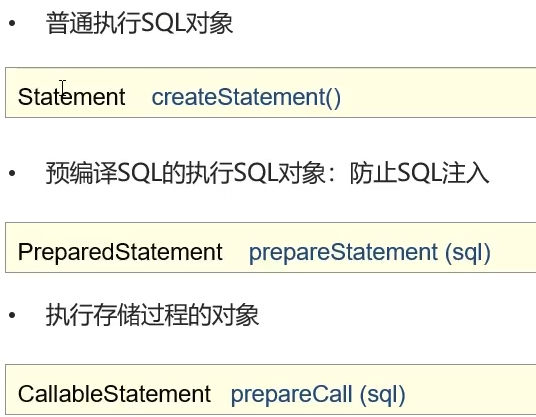 • 普通执行SQL对象
Statement createStatement()
• 预编译SQL的执行SQL对象：防止SQL注入
PreparedStatement prepareStatement (sql)
• 执行存储过程的对象
CallableStatement prepareCall (sql)